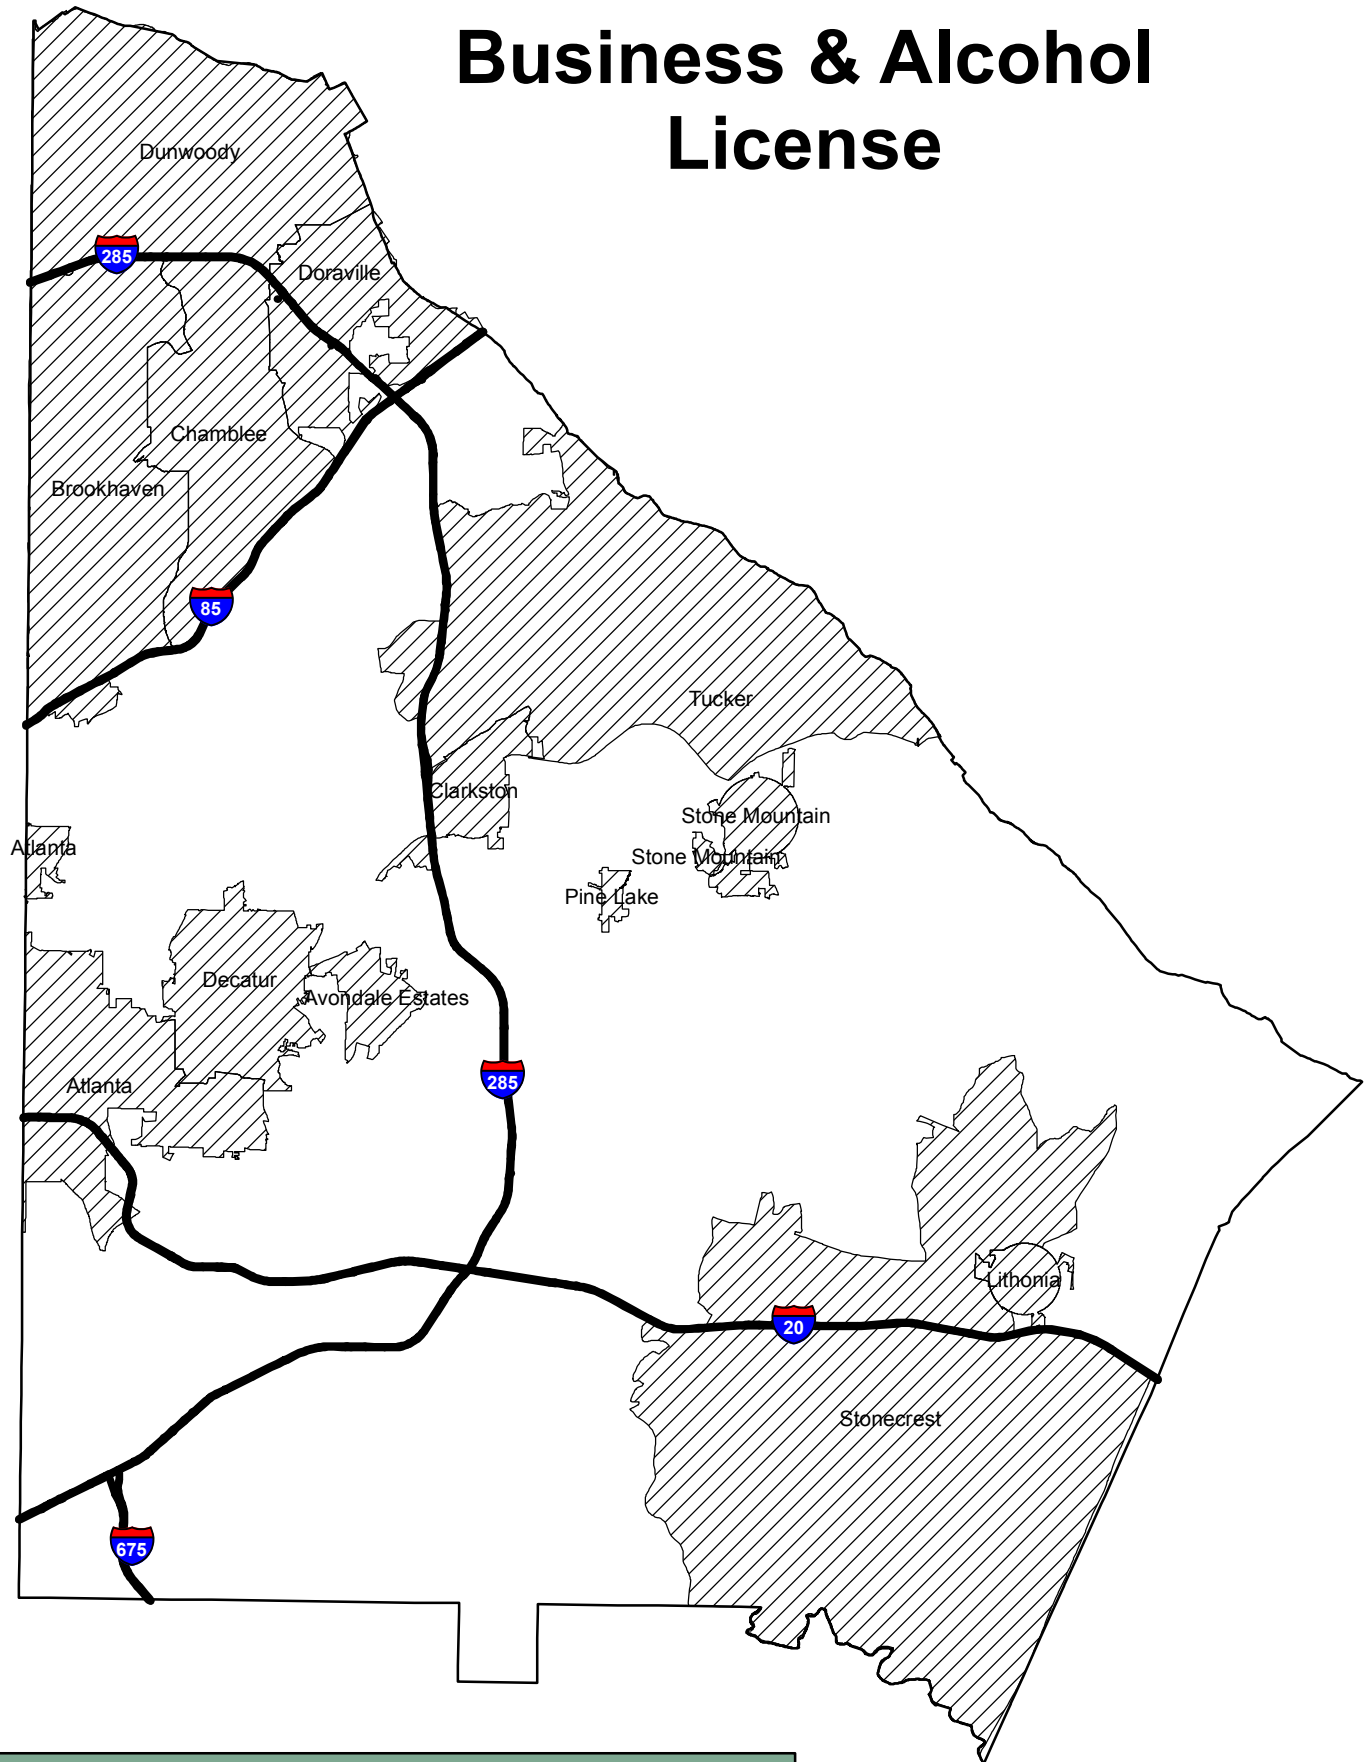 Business & Alcohol
License
Dunwoody
285
Doraville
Chamblee
Brookhaven
85
Tucker
Clarkston
Stone Mountain
Atlanta
Stone Mountain
Pine Lake
Decatur
Avondale Estates
285
Atlanta
Lithonia
20
Stonecrest
675